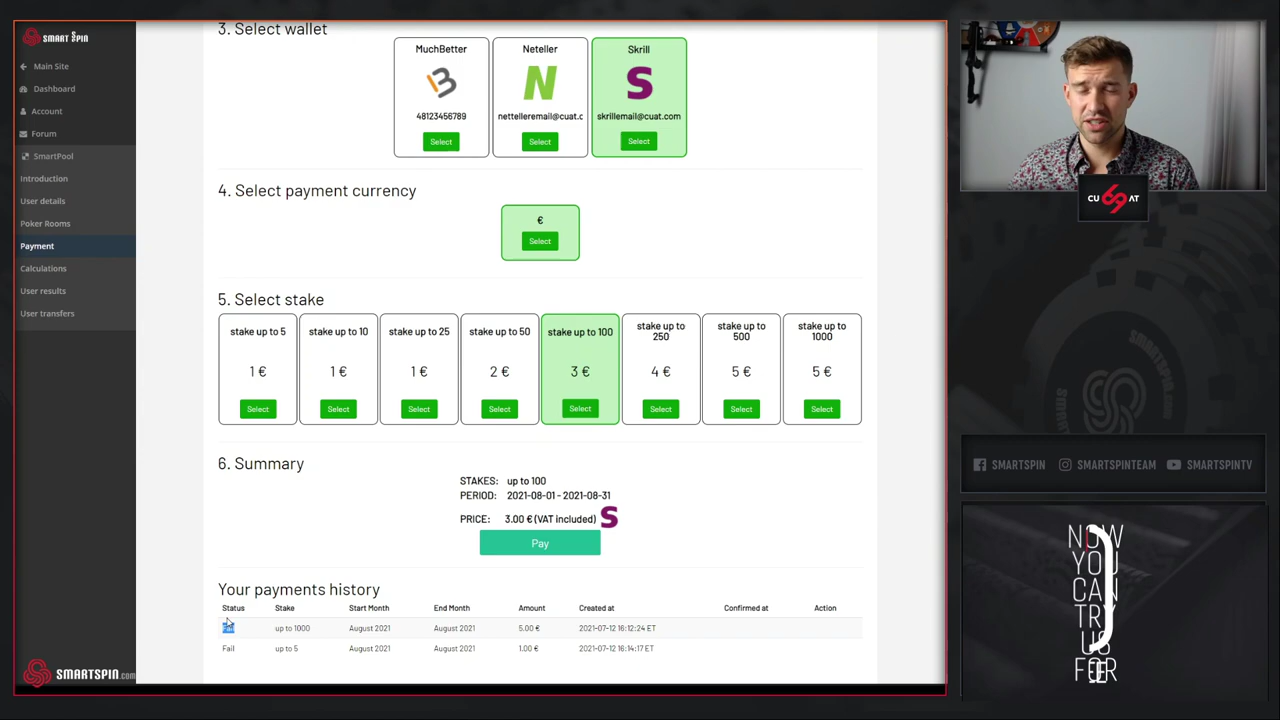 SMART SPIN
Main Site
Dashboard
Account
Forum
SmartPool
Introduction
User details
Poker Rooms
Payment
Calculations
User results
User transfers
SMARTSPIN.com
3. Select wallet
MuchBetter
48123456789
Select
Neteller
N
nettelleremail@cuat.c
Select
Skrill
S
skrillemail@cuat.com
Select
4. Select payment currency
€
Select
5. Select stake
stake up to 5
1 €
Select
stake up to 10
1 €
Select
stake up to 25
1 €
Select
stake up to 50
2 €
Select
stake up to 100
3 €
Select
stake up to
250
4 €
Select
stake up to
500
5 €
Select
stake up to
1000
5 €
Select
6. Summary
STAKES: up to 100
PERIOD: 2021-08-01 - 2021-08-31
PRICE: 3.00 € (VAT included) S
Pay
Your payments history
Status Stake Start Month End Month Amount Created at Confirmed at Action
Fail up to 1000 August 2021 August 2021 5.00 € 2021-07-12 16:12:24 ET
Fail up to 5 August 2021 August 2021 1.00 € 2021-07-12 16:14:17 ET
CU69AT
SMARTSPIN SMARTSPINTEAM SMARTSPINTV
NOW
YOU
CAN
TRY
US
FOR